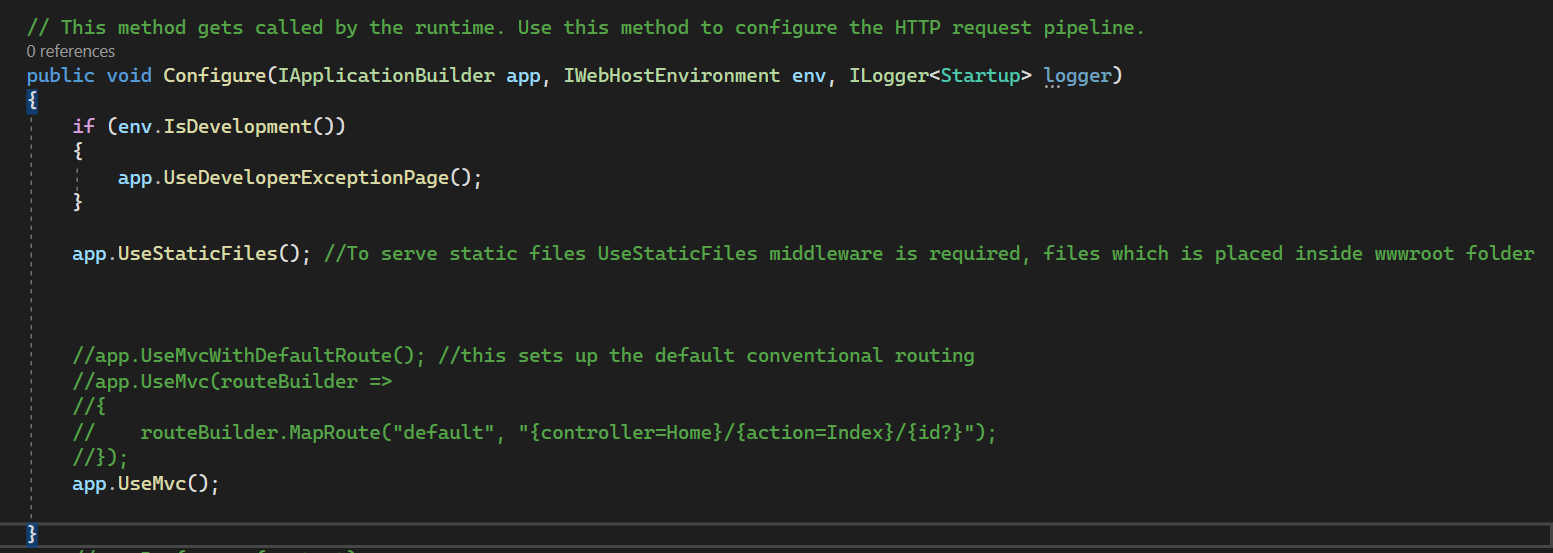 // This method gets called by the runtime. Use this method to configure the HTTP request pipeline.
0 references
public void Configure(IApplicationBuilder app, IWebHostEnvironment env, ILogger<Startup> logger)
{
    if (env.IsDevelopment())
    {
        app.UseDeveloperExceptionPage();
    }
    app.UseStaticFiles(); //To serve static files UseStaticFiles middleware is required, files which is placed inside wwwroot folder
    //app.UseMvcWithDefaultRoute(); //this sets up the default conventional routing
    //app.UseMvc(routeBuilder =>
    //{
    //    routeBuilder.MapRoute("default", "{controller=Home}/{action=Index}/{id?}");
    //});
    app.UseMvc();
}